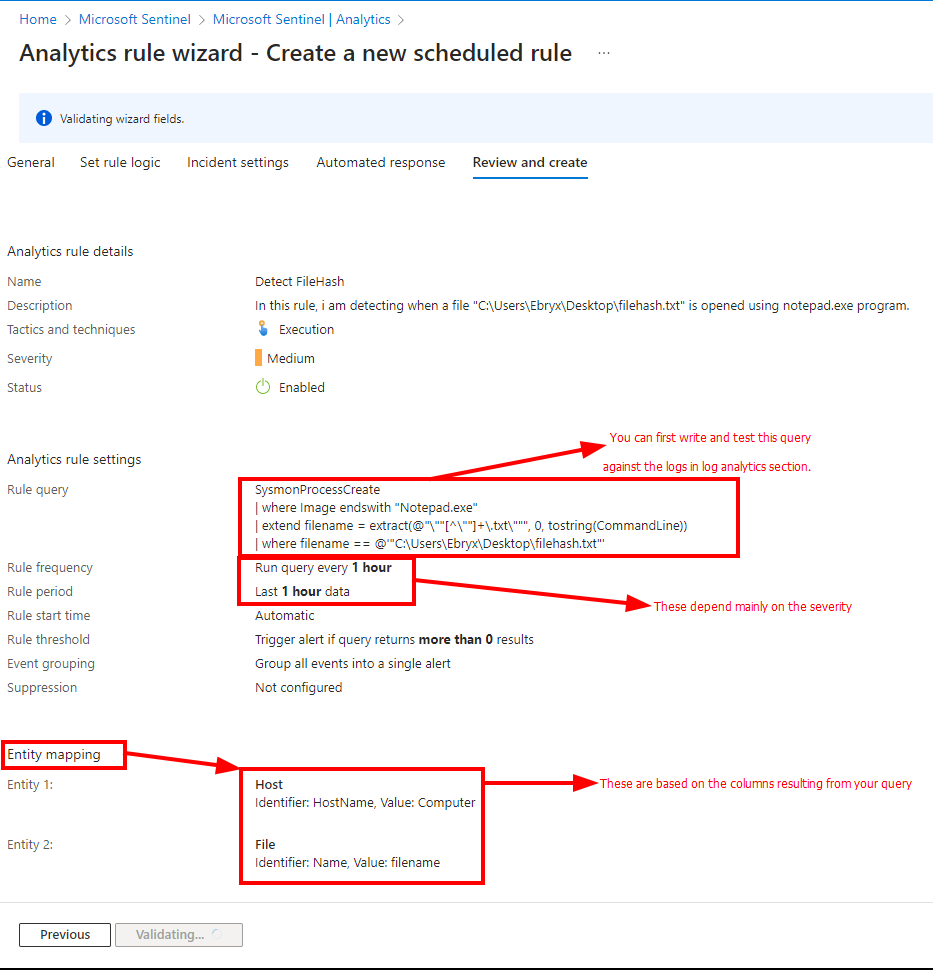 Home > Microsoft Sentinel > Microsoft Sentinel | Analytics >
Analytics rule wizard - Create a new scheduled rule ...
Validating wizard fields.
General Set rule logic Incident settings Automated response Review and create
Analytics rule details
Name Detect FileHash
Description In this rule, i am detecting when a file "C:\Users\Ebryx\Desktop\filehash.txt" is opened using notepad.exe program.
Tactics and techniques Execution
Severity Medium
Status Enabled
You can first write and test this query
against the logs in log analytics section.
Analytics rule settings
Rule query SysmonProcessCreate
| where Image endswith "Notepad.exe"
| extend filename = extract(@"\""[^\""]+\.txt\""", 0, tostring(CommandLine))
| where filename == @'"C:\Users\Ebryx\Desktop\filehash.txt"'
Rule frequency Run query every 1 hour
Rule period Last 1 hour data
These depend mainly on the severity
Rule start time Automatic
Rule threshold Trigger alert if query returns more than 0 results
Event grouping Group all events into a single alert
Suppression Not configured
Entity mapping
Entity 1: Host
These are based on the columns resulting from your query
Identifier: HostName, Value: Computer
Entity 2: File
Identifier: Name, Value: filename
Previous Validating...